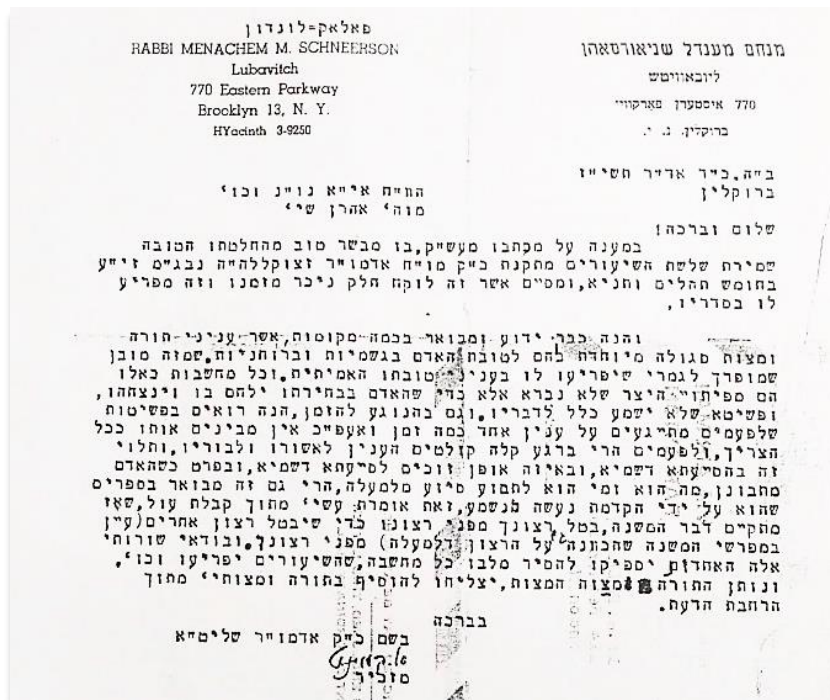 פאלאק=לונדון
RABBI MENACHEM M. SCHNEERSON
Lubavitch
770 Eastern Parkway
Brooklyn 13, N. Y.
HYacinth 3-9250
מנחם מענדל שניאורסאהן
ליובאוויטש
770 איסטערן פארקוויי
ברוקלין, נ. י.
ב"ה, כ"ד אד"ר תשי"ז
ברוקלין
התה"ח אי"א נו"נ וכו'
מוה' אהרן שי'
שלום וברכה!
במענה על מכתבו מעש"ק, בו מבשר טוב מהחלטתו הטובה
שמירת שלשת השיעורים מתקנת כ"ק מו"ח אדמו"ר זצוקללה"ה נבג"מ זי"ע
בחומש תהלים ותניא, ומסיים אשר זה לוקח חלק ניכר מזמנו וזה מפריע
לו בסדריו,
והנה כבר ידוע ומבואר בכמה מקומות, אשר עניני תורה
ומצות סגולה מיוחדת בהם לטובת האדם בגשמיות וברוחניות, שמזה מובן
שמופרך לגמרי שיפריעו לו בעניני טובתו האמיתית. וכל מחשבות כאלו
הם מפיתויי היצר שלא נברא אלא כדי שהאדם בבחירתו ילחם בו וינצחהו,
ופשיטא שלא ישמע כלל לדבריו. וגם בהנוגע להזמן, הנה רואים בפשיטות
שלפעמים מתייגעים על ענין אחד כמה זמן ואעפ"כ אין מבינים אותו ככל
הצריך, ולפעמים הרי ברגע קלה קולטים הענין לאשורו ולבוריו, ותלוי
זה בהסייעתא דשמיא, ובאיזה אופן זוכים לסייעתא דשמיא, ובפרט כשהאדם
מתבונן, מה הוא ומי הוא לתבוע סיוע מלמעלה, הרי גם זה מבואר בספרים
שהוא על ידי הקדמת נעשה לנשמע, זאת אומרת עשי' מתוך קבלת עול, שאז
מתקיים דבר המשנה, בטל רצונך מפני רצונו כדי שיבטל רצון אחרים (עיין
במפרשי המשנה שהכוונה על הרצון דלמעלה) מפני רצונך. ובודאי שורותי
אלה האחדות יספיקו להסיר מלבו כל מחשבה, שהשיעורים יפריעו וכו'.
ונותן התורה ומצוה המצות, יצליחו להוסיף בתורה ומצותי' מתוך
הרחבת הדעת.
בברכה
בשם כ"ק אדמו"ר שליט"א
מזכיר